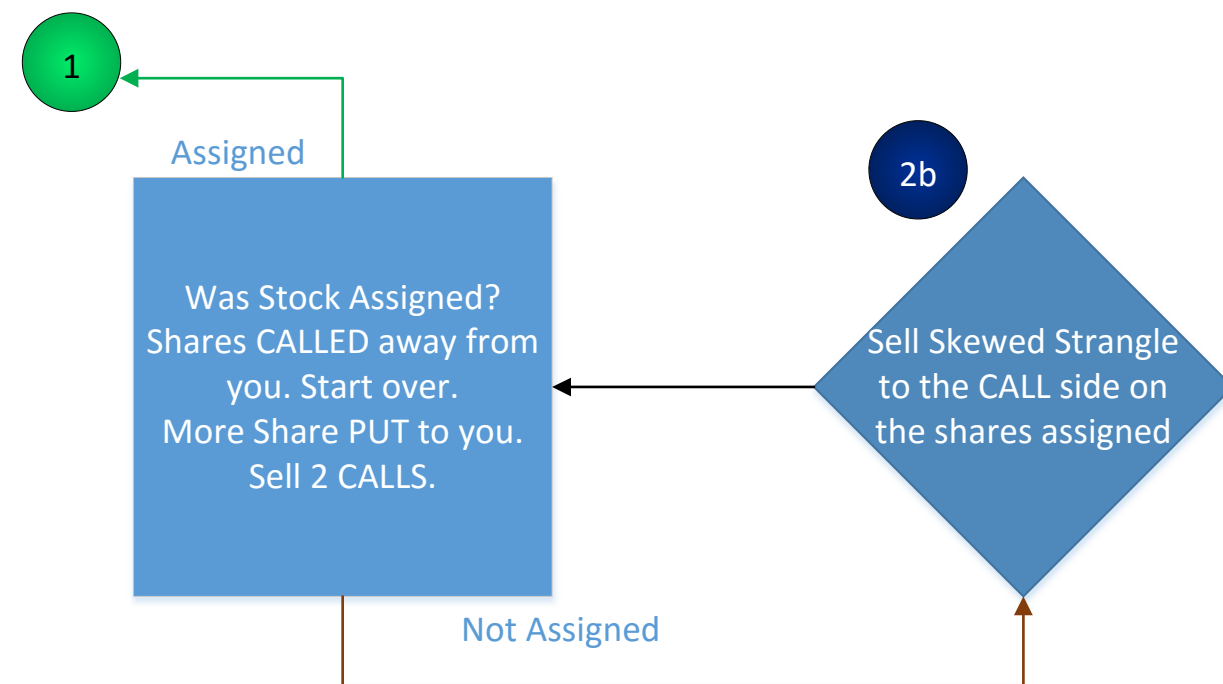 1
Assigned
2b
Was Stock Assigned?
Shares CALLED away from
you. Start over.
More Share PUT to you.
Sell 2 CALLS.
Sell Skewed Strangle
to the CALL side on
the shares assigned
Not Assigned